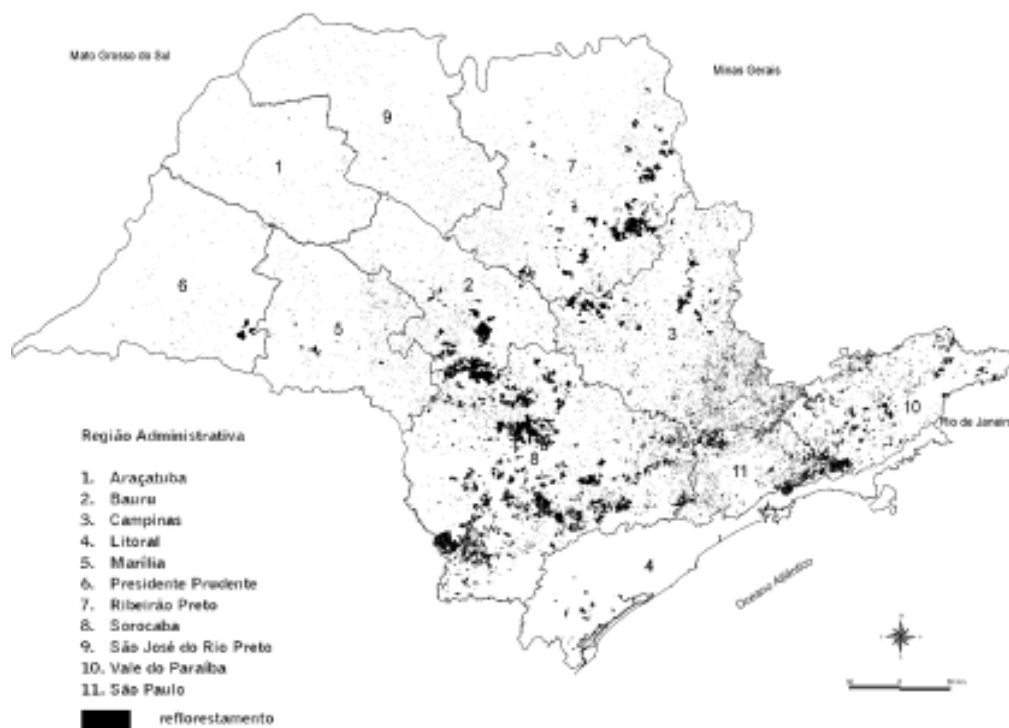 Mato Grosso do Sul
Minas Gerais
9
1
7
6
2
5
3
10
Rio de Janeiro
8
11
4
Oceano Atlântico
Região Administrativa
1. Araçatuba
2. Bauru
3. Campinas
4. Litoral
5. Marília
6. Presidente Prudente
7. Ribeirão Preto
8. Sorocaba
9. São José do Rio Preto
10. Vale do Paraíba
11. São Paulo
reflorestamento